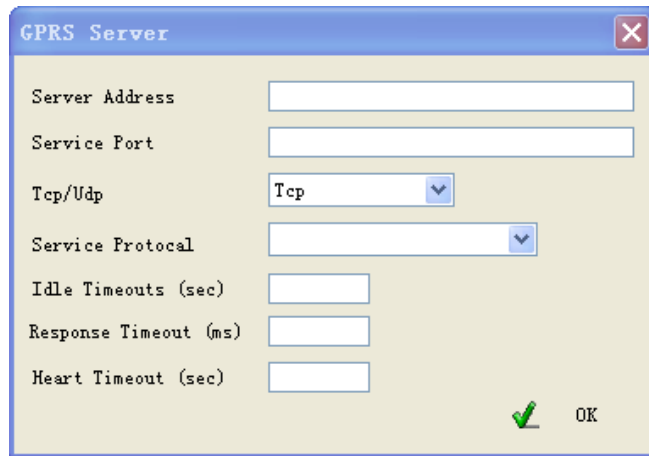 GPRS Server
Server Address
Service Port
Tcp/Udp Tcp
Service Protocal
Idle Timeouts (sec)
Response Timeout (ms)
Heart Timeout (sec)
OK